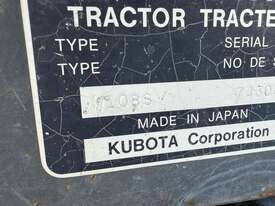 TRACTOR TRACTE
TYPE SERIAL
TYPE NO DE S
MADE IN JAPAN
KUBOTA Corporation